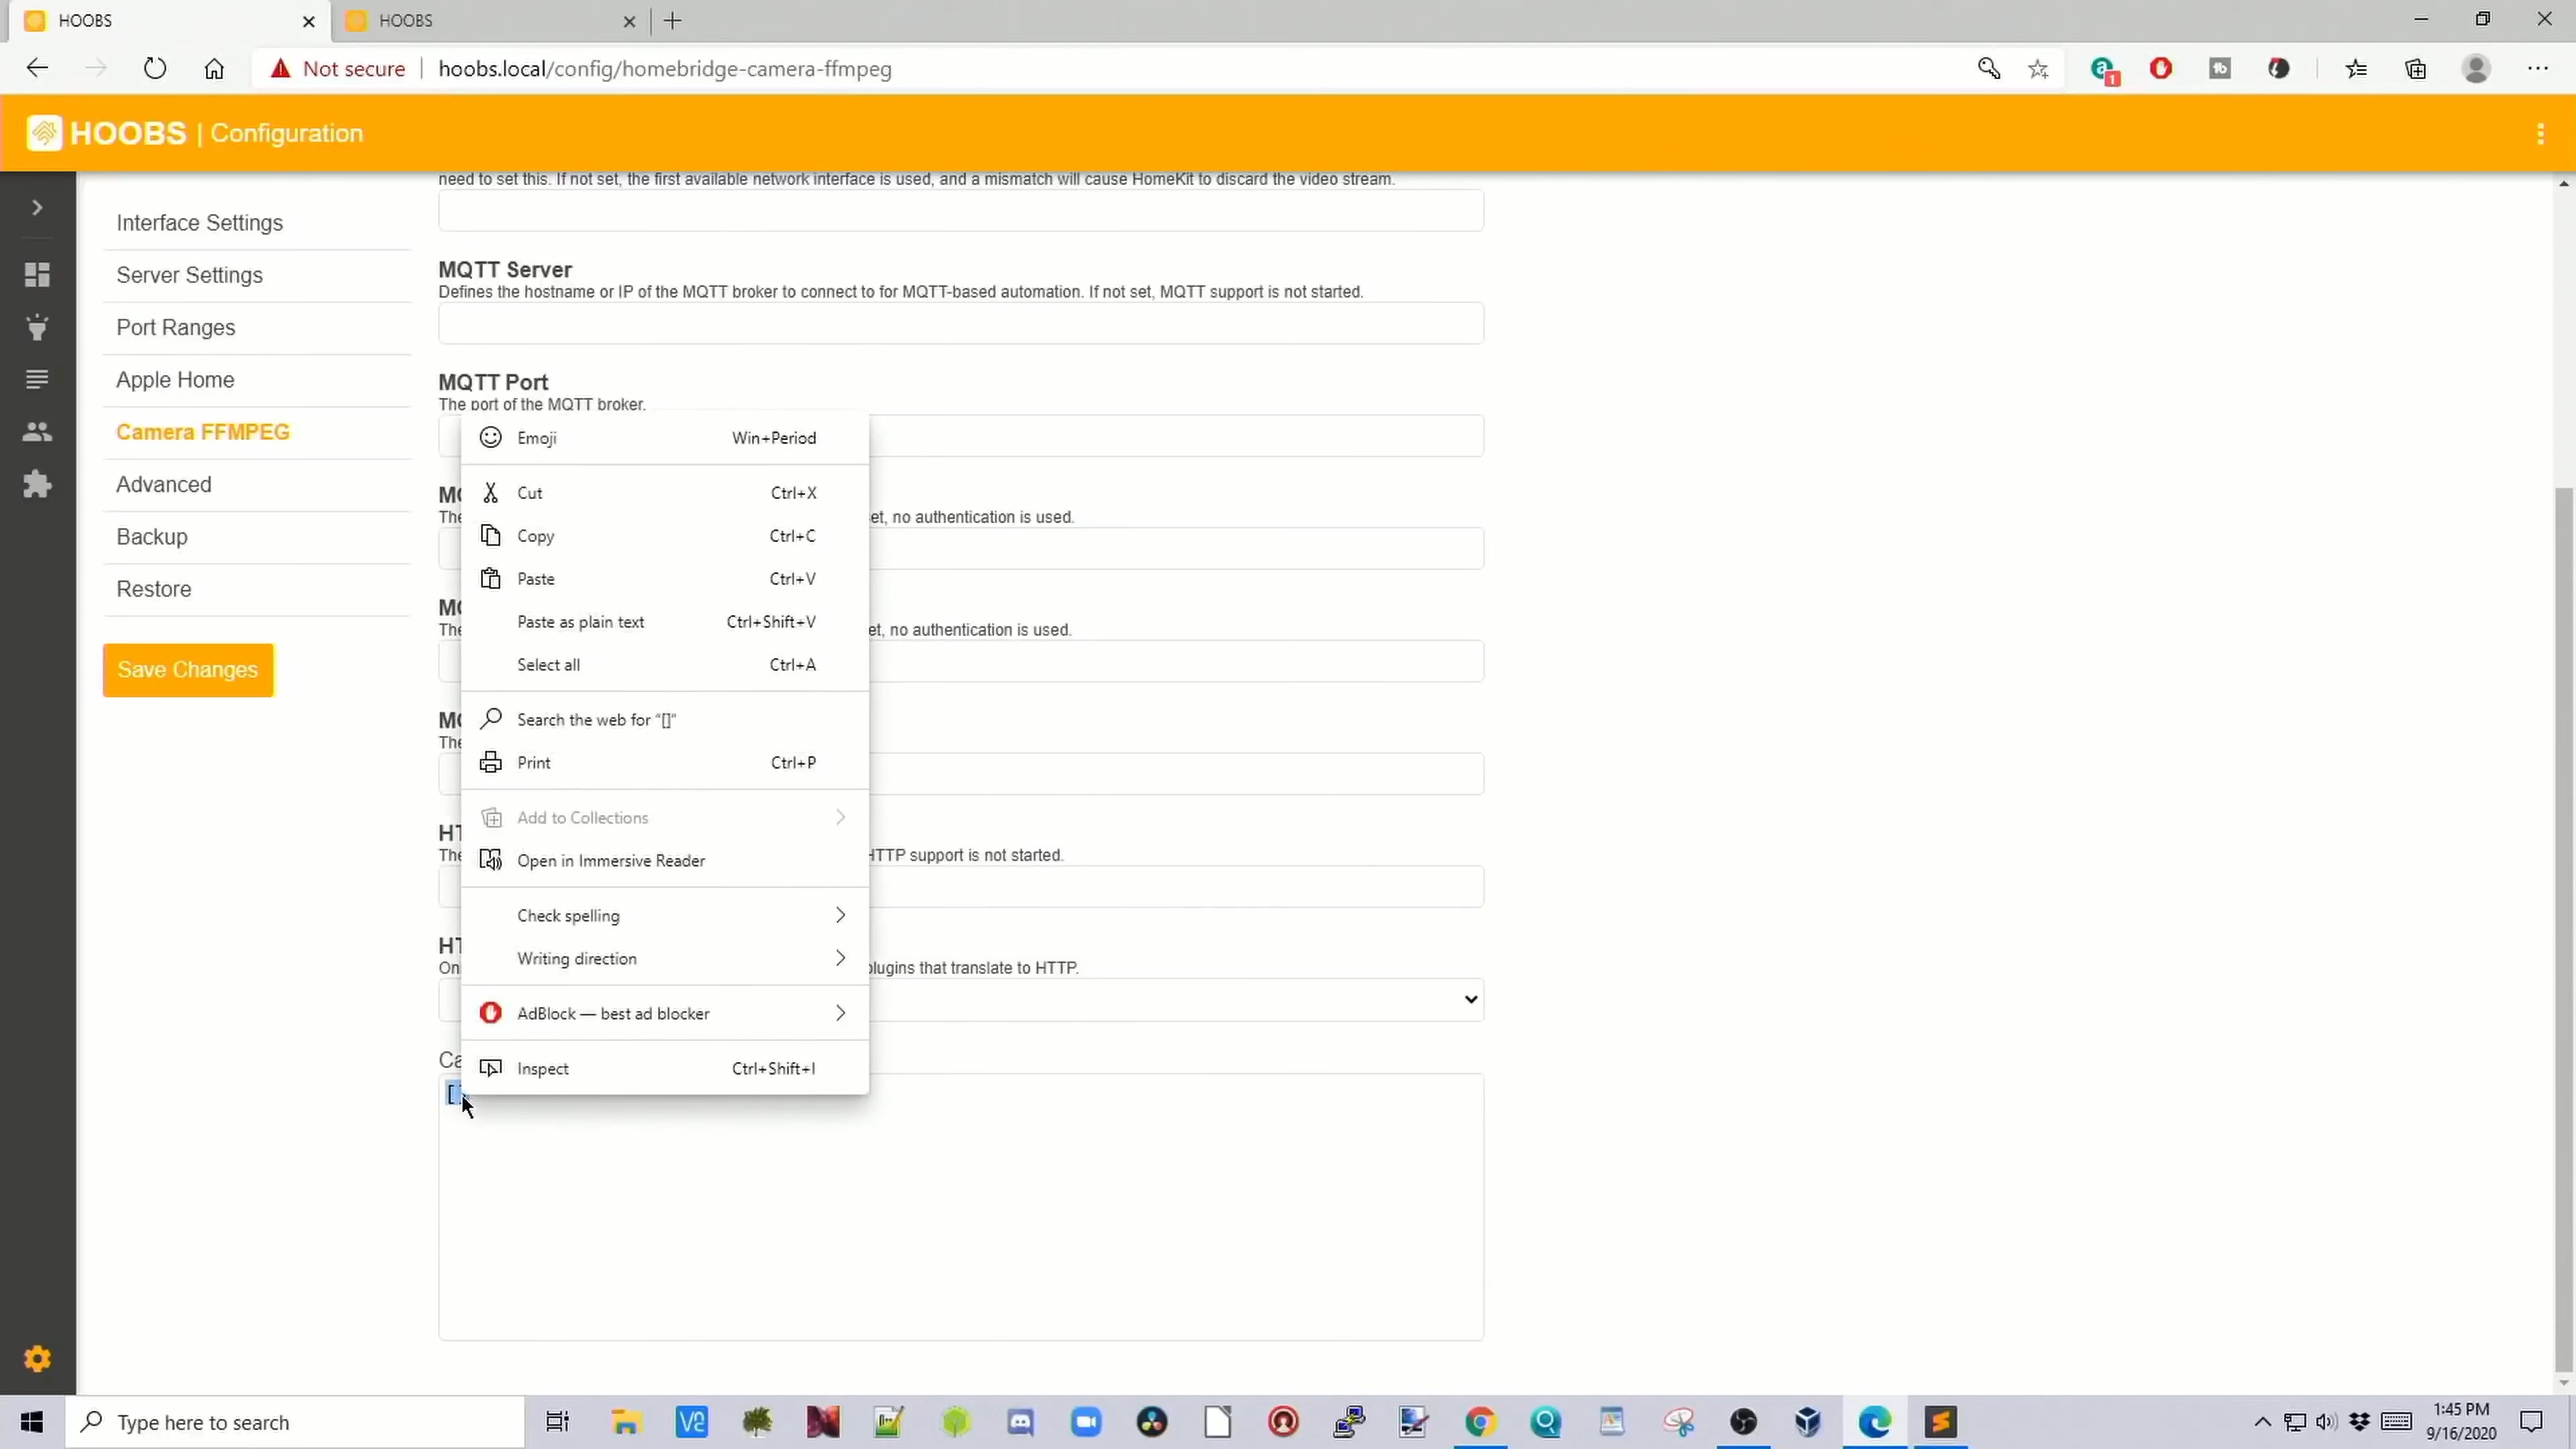 HOOBS
HOOBS
Not secure
hoobs.local/config/homebridge-camera-ffmpeg
1
HOOBS | Configuration
Interface Settings
Server Settings
Port Ranges
Apple Home
Camera FFMPEG
Advanced
Backup
Restore
Save Changes
need to set this. If not set, the first available network interface is used, and a mismatch will cause HomeKit to discard the video stream.
MQTT Server
Defines the hostname or IP of the MQTT broker to connect to for MQTT-based automation. If not set, MQTT support is not started.
MQTT Port
The port of the MQTT broker.
et, no authentication is used.
et, no authentication is used.
HTTP support is not started.
plugins that translate to HTTP.
Emoji Win+Period
Cut Ctrl+X
Copy Ctrl+C
Paste Ctrl+V
Paste as plain text Ctrl+Shift+V
Select all Ctrl+A
Search the web for “[]”
Print Ctrl+P
Add to Collections
Open in Immersive Reader
Check spelling
Writing direction
AdBlock — best ad blocker
Inspect Ctrl+Shift+I
Type here to search
1:45 PM
9/16/2020